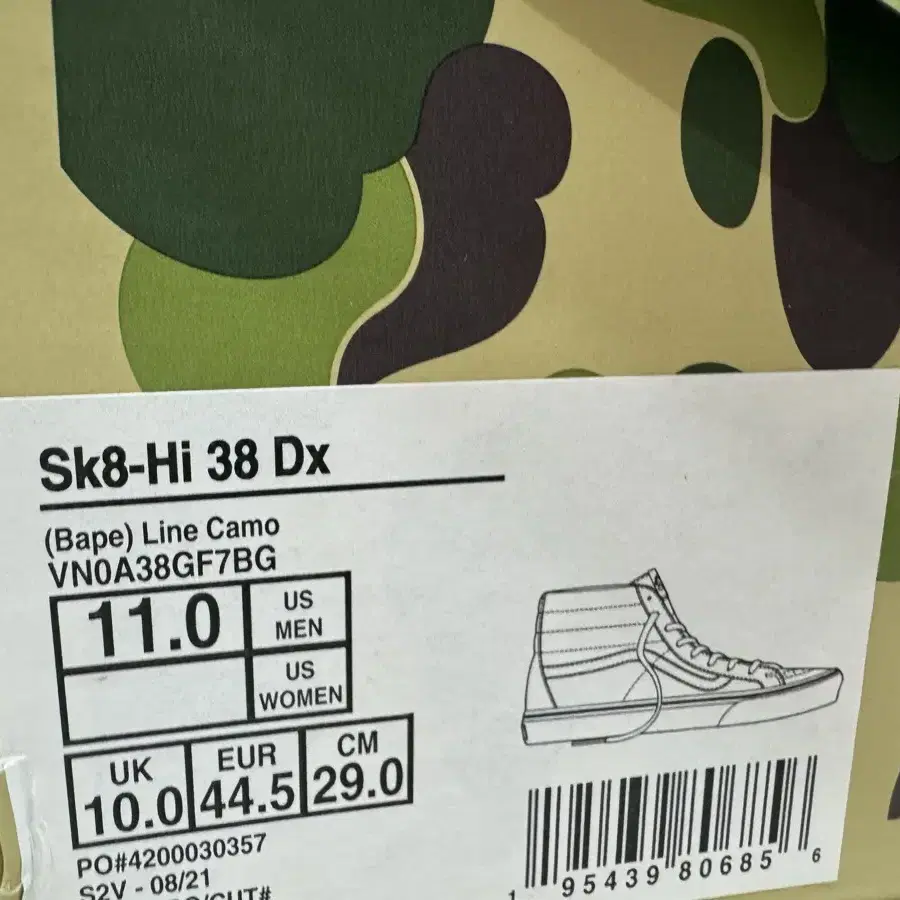 Sk8-Hi 38 Dx
(Bape) Line Camo
VN0A38GF7BG
11.0 US MEN
US WOMEN
UK EUR CM
10.0 44.5 29.0
PO#4200030357
S2V - 08/21
1 95439 80685 6